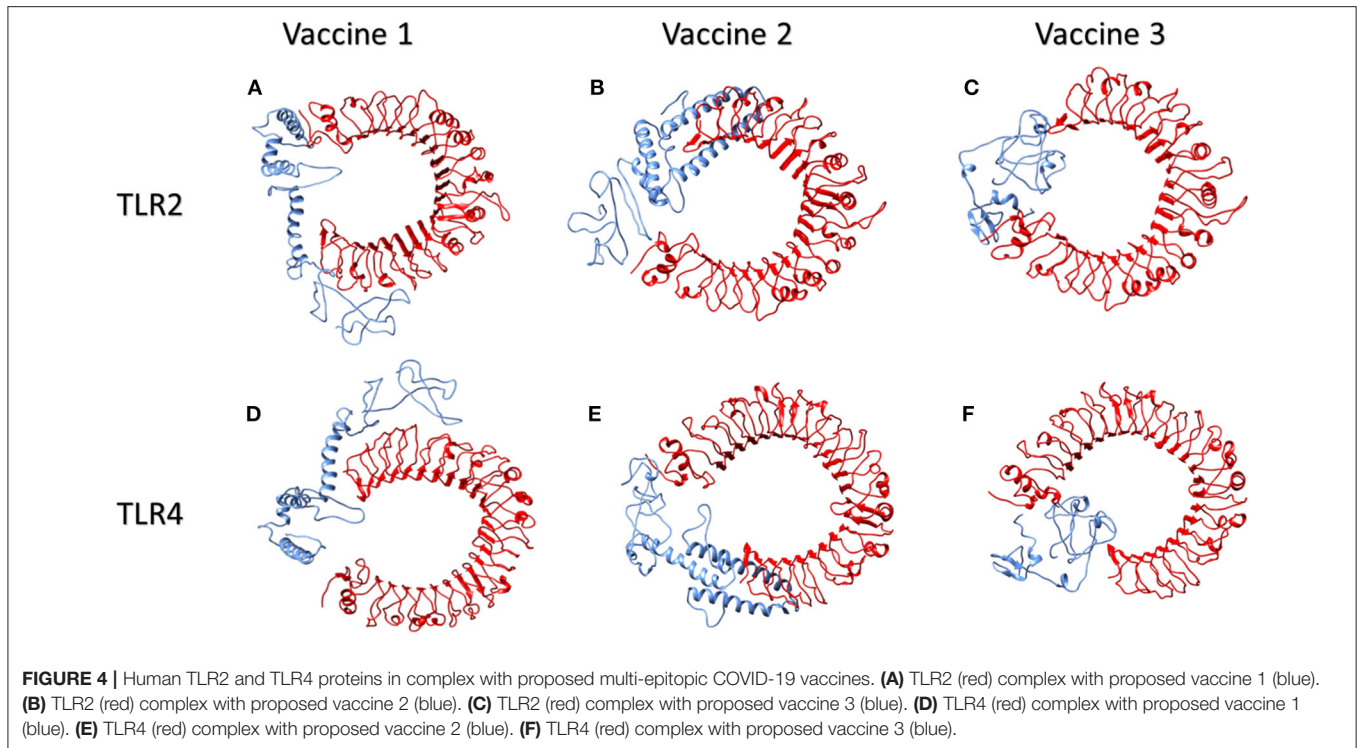 Vaccine 1 Vaccine 2 Vaccine 3
A B C
TLR2
D E F
TLR4
FIGURE 4 | Human TLR2 and TLR4 proteins in complex with proposed multi-epitopic COVID-19 vaccines. (A) TLR2 (red) complex with proposed vaccine 1 (blue).
(B) TLR2 (red) complex with proposed vaccine 2 (blue). (C) TLR2 (red) complex with proposed vaccine 3 (blue). (D) TLR4 (red) complex with proposed vaccine 1
(blue). (E) TLR4 (red) complex with proposed vaccine 2 (blue). (F) TLR4 (red) complex with proposed vaccine 3 (blue).